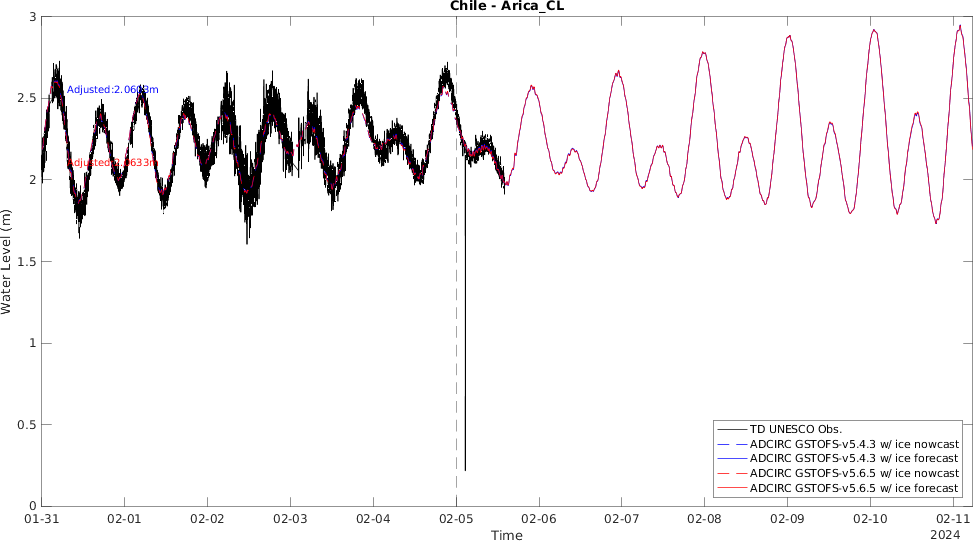 Chile - Arica_CL
3
2.5
2
1.5
1
0.5
0
Water Level (m)
Adjusted:2.0603m
Adjusted:2.0633m
TD UNESCO Obs.
ADCIRC GSTOFS-v5.4.3 w/ ice nowcast
ADCIRC GSTOFS-v5.4.3 w/ ice forecast
ADCIRC GSTOFS-v5.6.5 w/ ice nowcast
ADCIRC GSTOFS-v5.6.5 w/ ice forecast
01-31 02-01 02-02 02-03 02-04 02-05 02-06 02-07 02-08 02-09 02-10 02-11
Time
2024